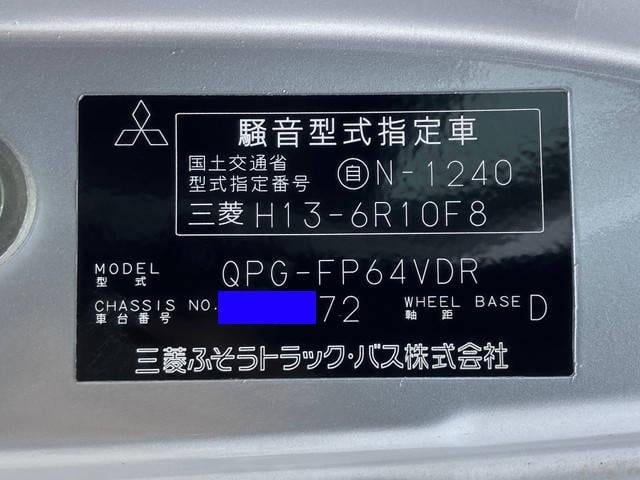 騒音型式指定車
国土交通省
型式指定番号 自 N-1240
三菱 H13-6R10F8
MODEL QPG-FP64VDR
型式
CHASSIS NO. 72 WHEEL BASE D
車台番号 軸距
三菱ふそうトラック・バス株式会社